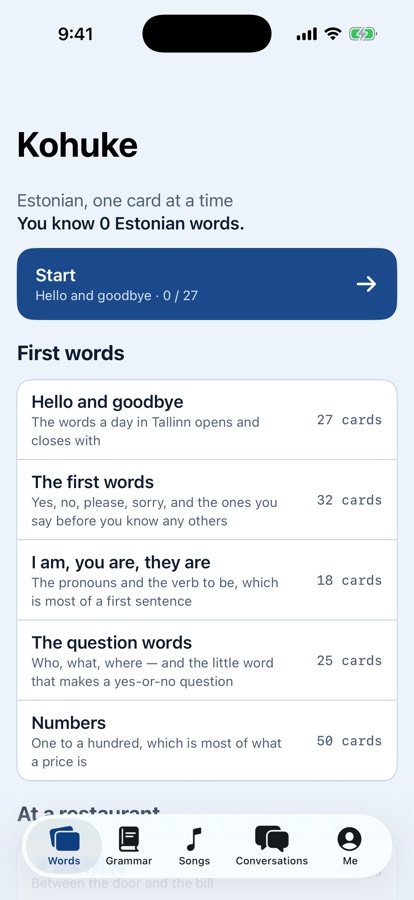 9:41
Kohuke
Estonian, one card at a time
You know 0 Estonian words.
Start
Hello and goodbye · 0 / 27
First words
Hello and goodbye
The words a day in Tallinn opens and
closes with
27 cards
The first words
Yes, no, please, sorry, and the ones you
say before you know any others
32 cards
I am, you are, they are
The pronouns and the verb to be, which
is most of a first sentence
18 cards
The question words
Who, what, where — and the little word
that makes a yes-or-no question
25 cards
Numbers
One to a hundred, which is most of what
a price is
50 cards
At a restaurant
Words
Grammar
Songs
Conversations
Me
Between the door and the bill